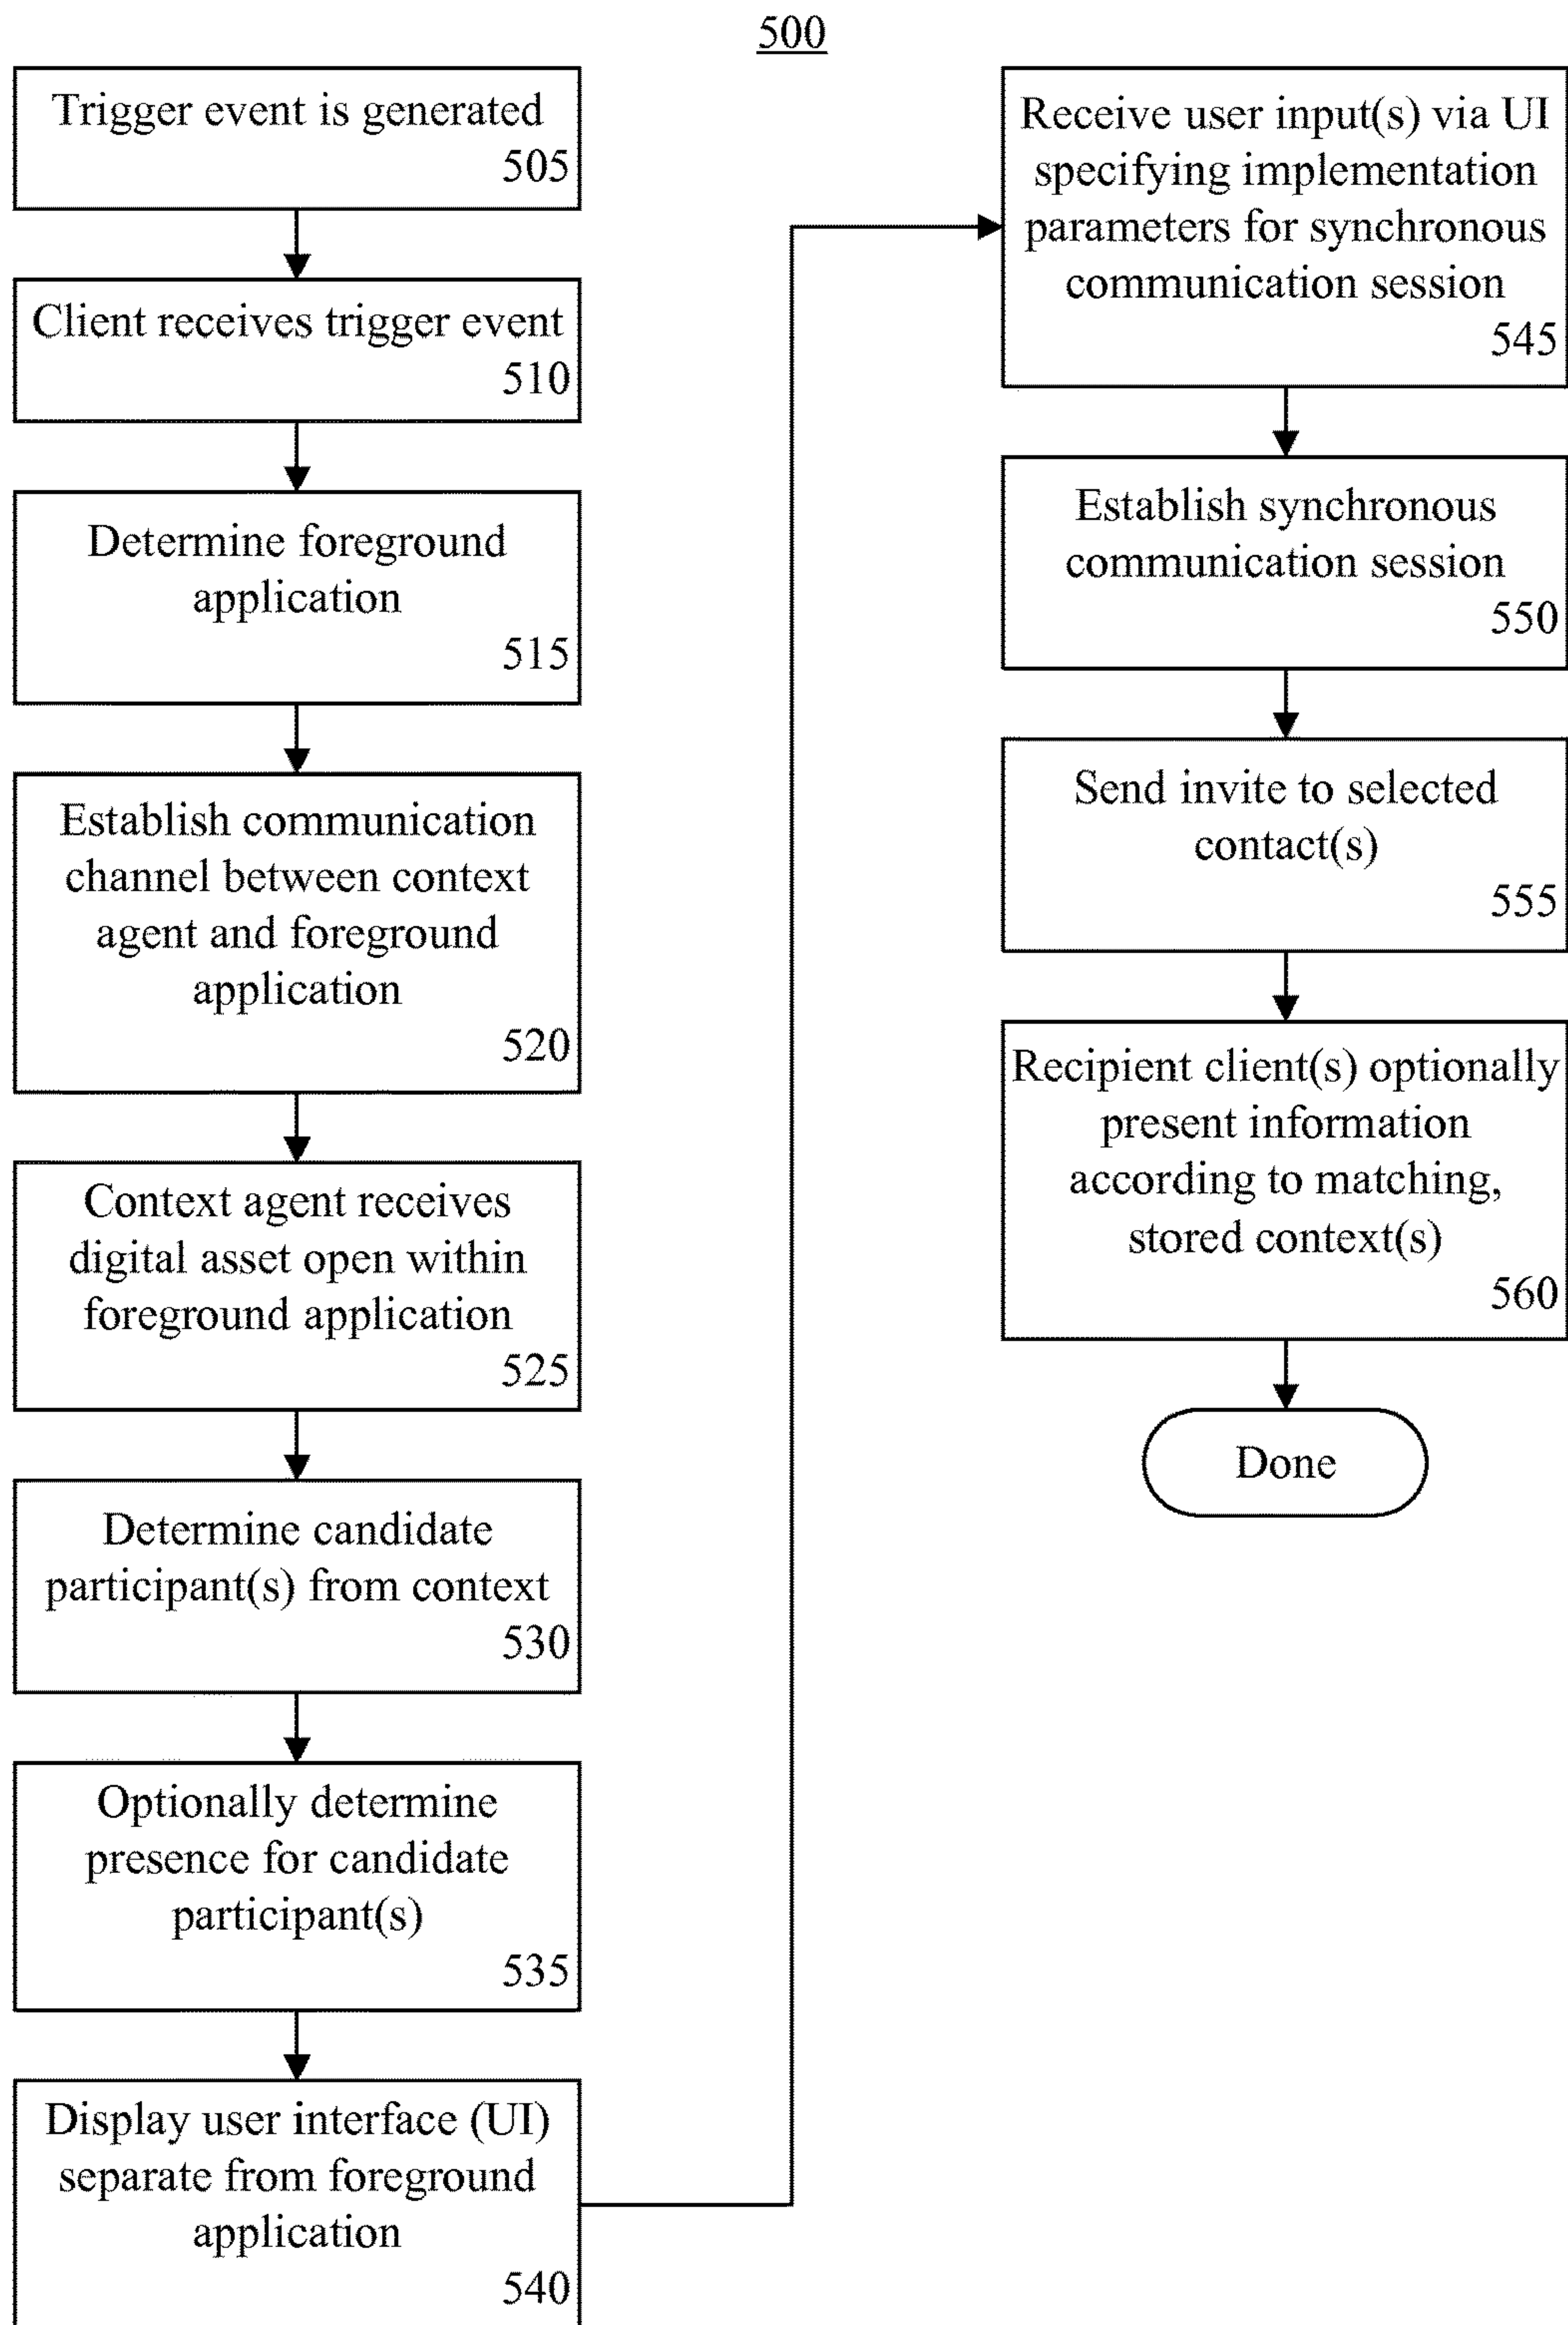 500
Trigger event is generated
505
Client receives trigger event
510
Determine foreground
application
515
Establish communication
channel between context
agent and foreground
application
520
Context agent receives
digital asset open within
foreground application
525
Determine candidate
participant(s) from context
530
Optionally determine
presence for candidate
participant(s)
535
Display user interface (UI)
separate from foreground
application
540
Receive user input(s) via UI
specifying implementation
parameters for synchronous
communication session
545
Establish synchronous
communication session
550
Send invite to selected
contact(s)
555
Recipient client(s) optionally
present information
according to matching,
stored context(s)
560
Done